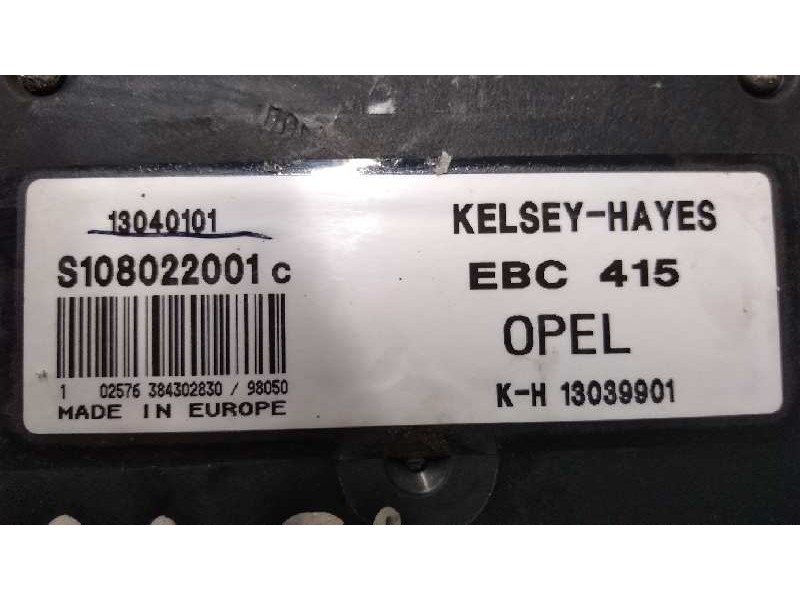 13040101
S108022001 C
1 02576 384302830 / 98050
MADE IN EUROPE
KELSEY-HAYES
EBC 415
OPEL
K-H 13039901